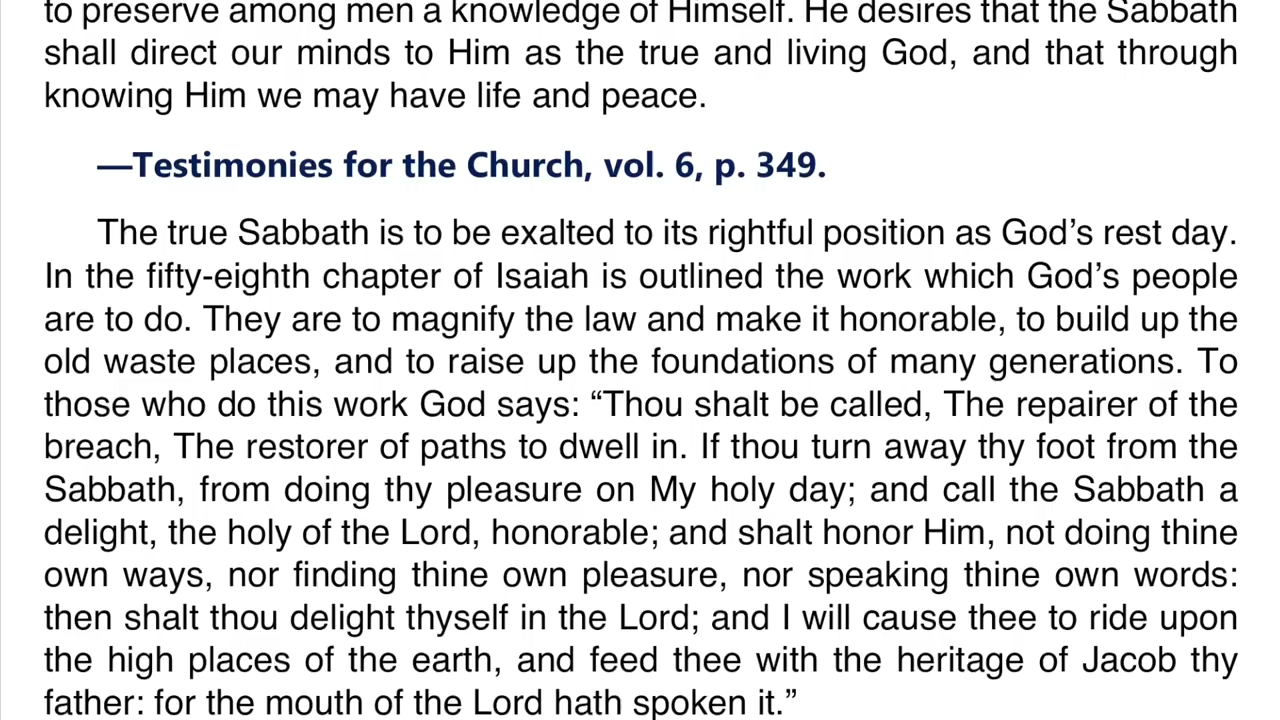 to preserve among men a knowledge of Himself. He desires that the Sabbath
shall direct our minds to Him as the true and living God, and that through
knowing Him we may have life and peace.
—Testimonies for the Church, vol. 6, p. 349.
The true Sabbath is to be exalted to its rightful position as God’s rest day.
In the fifty-eighth chapter of Isaiah is outlined the work which God’s people
are to do. They are to magnify the law and make it honorable, to build up the
old waste places, and to raise up the foundations of many generations. To
those who do this work God says: “Thou shalt be called, The repairer of the
breach, The restorer of paths to dwell in. If thou turn away thy foot from the
Sabbath, from doing thy pleasure on My holy day; and call the Sabbath a
delight, the holy of the Lord, honorable; and shalt honor Him, not doing thine
own ways, nor finding thine own pleasure, nor speaking thine own words:
then shalt thou delight thyself in the Lord; and I will cause thee to ride upon
the high places of the earth, and feed thee with the heritage of Jacob thy
father: for the mouth of the Lord hath spoken it.”